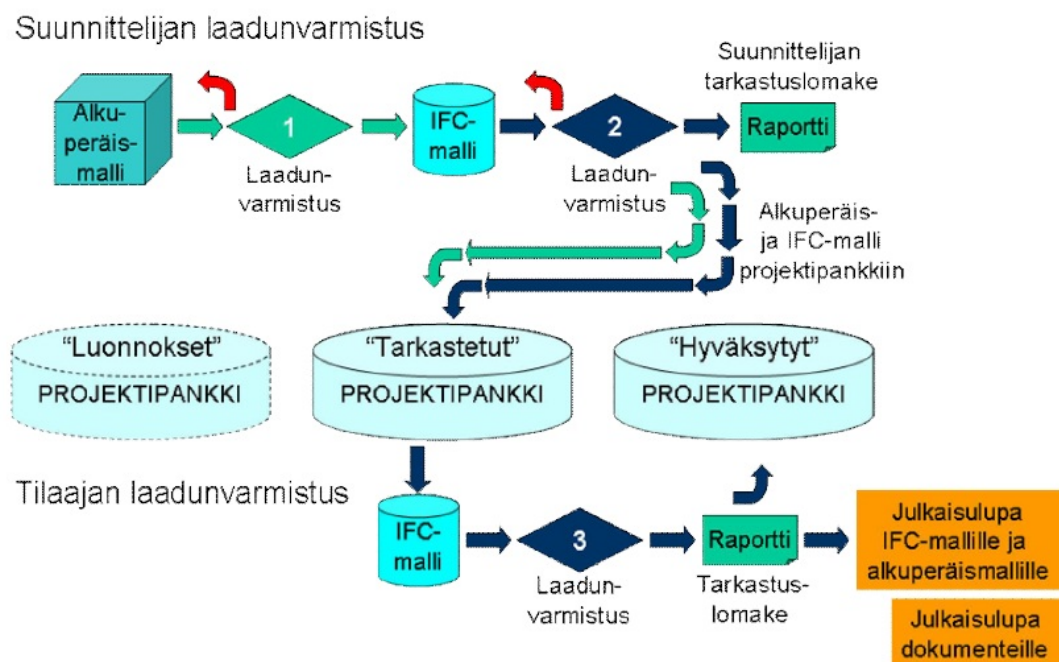 Suunnittelijan laadunvarmistus
Alku-
peräis-
malli
1
Laadun-
varmistus
IFC-
malli
2
Laadun-
varmistus
Suunnittelijan
tarkastuslomake
Raportti
Alkuperäis-
ja IFC-malli
projektipankkiin
"Luonnokset"
PROJEKTIPANKKI
"Tarkastetut"
PROJEKTIPANKKI
"Hyväksytyt"
PROJEKTIPANKKI
Tilaajan laadunvarmistus
IFC-
malli
3
Laadun-
varmistus
Raportti
Tarkastus-
lomake
Julkaisulupa
IFC-mallille ja
alkuperäismallille
Julkaisulupa
dokumenteille